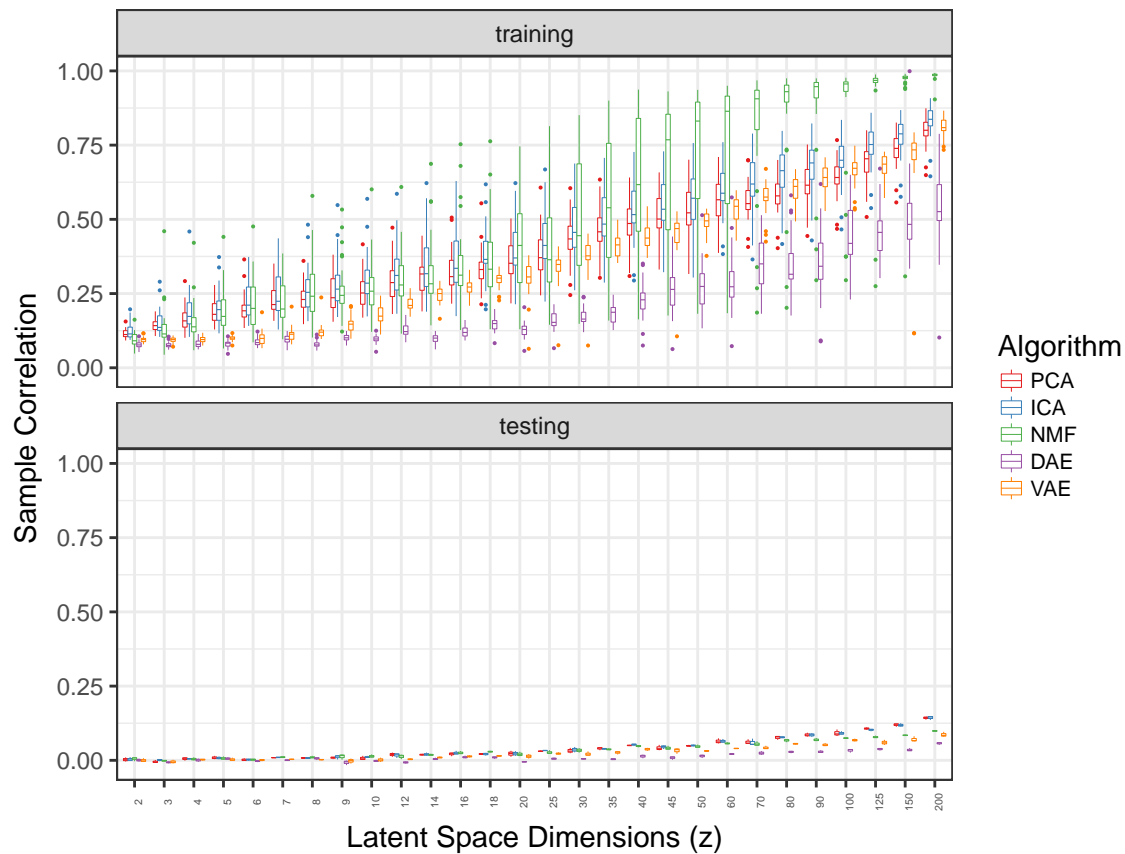 training
1.00
0.75
0.50
0.25
0.00
testing
1.00
0.75
0.50
0.25
0.00
Sample Correlation
2 3 4 5 6 7 8 9 10 12 14 16 18 20 25 30 35 40 45 50 60 70 80 90 100 125 150 200
Latent Space Dimensions (z)
Algorithm
PCA
ICA
NMF
DAE
VAE